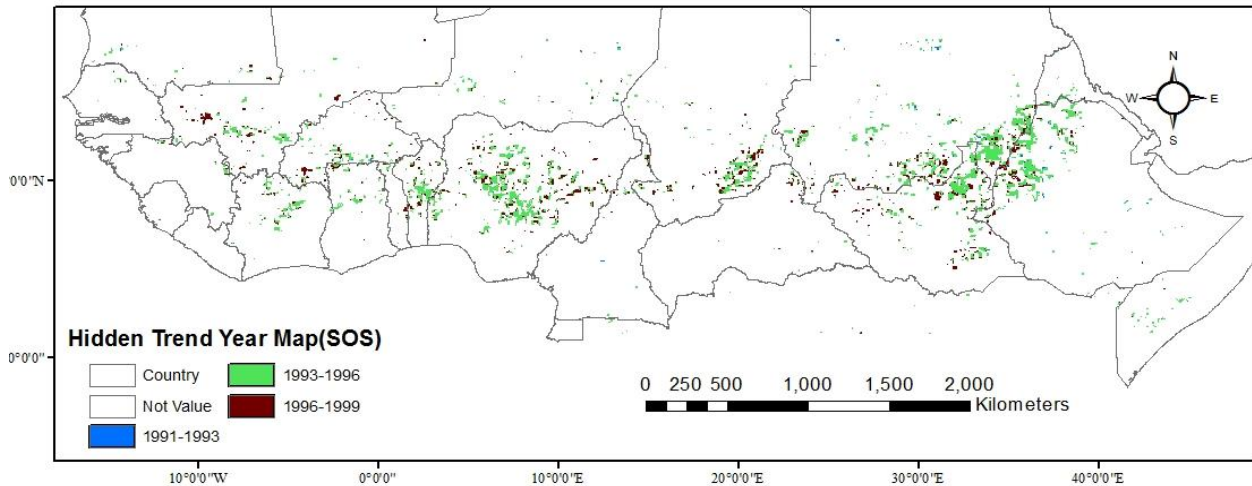 N
W E
S
0°0'N
Hidden Trend Year Map(SOS)
Country
1993-1996
Not Value
1996-1999
1991-1993
0 250 500 1,000 1,500 2,000
Kilometers
0°0'0"
10°0'0"W 0°0'0" 10°0'0"E 20°0'0"E 30°0'0"E 40°0'0"E